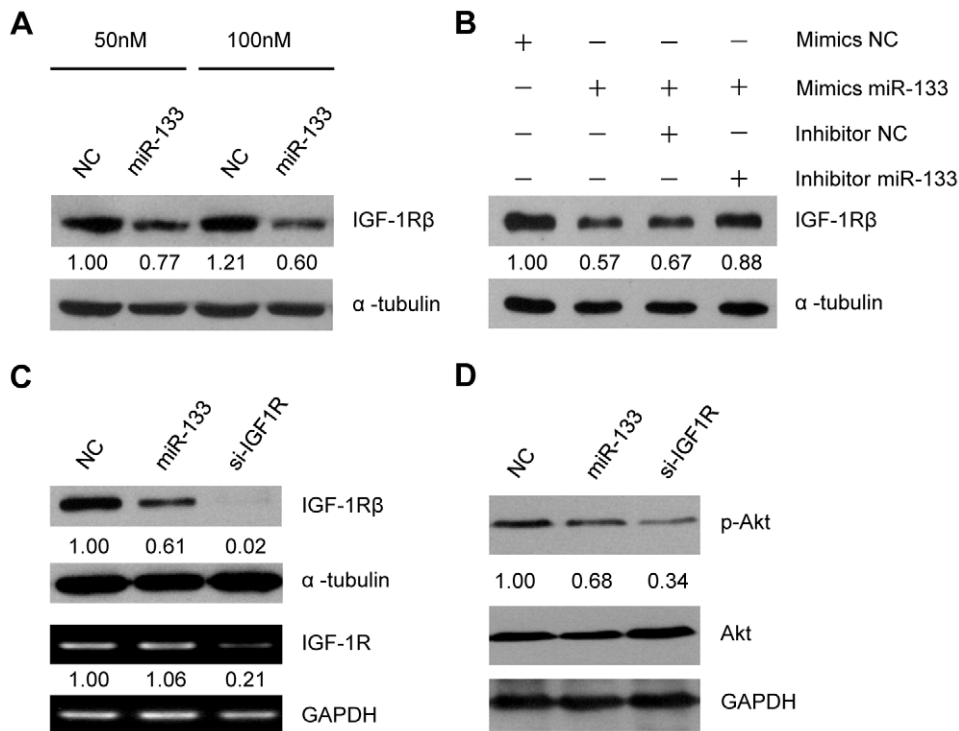 A
50nM 100nM
NC miR-133 NC miR-133
IGF-1Rβ
1.00 0.77 1.21 0.60
α -tubulin
B
+ − − − Mimics NC
− + + + Mimics miR-133
− − + − Inhibitor NC
− − − + Inhibitor miR-133
IGF-1Rβ
1.00 0.57 0.67 0.88
α -tubulin
C
NC miR-133 si-IGF1R
IGF-1Rβ
1.00 0.61 0.02
α -tubulin
IGF-1R
1.00 1.06 0.21
GAPDH
D
NC miR-133 si-IGF1R
p-Akt
1.00 0.68 0.34
Akt
GAPDH